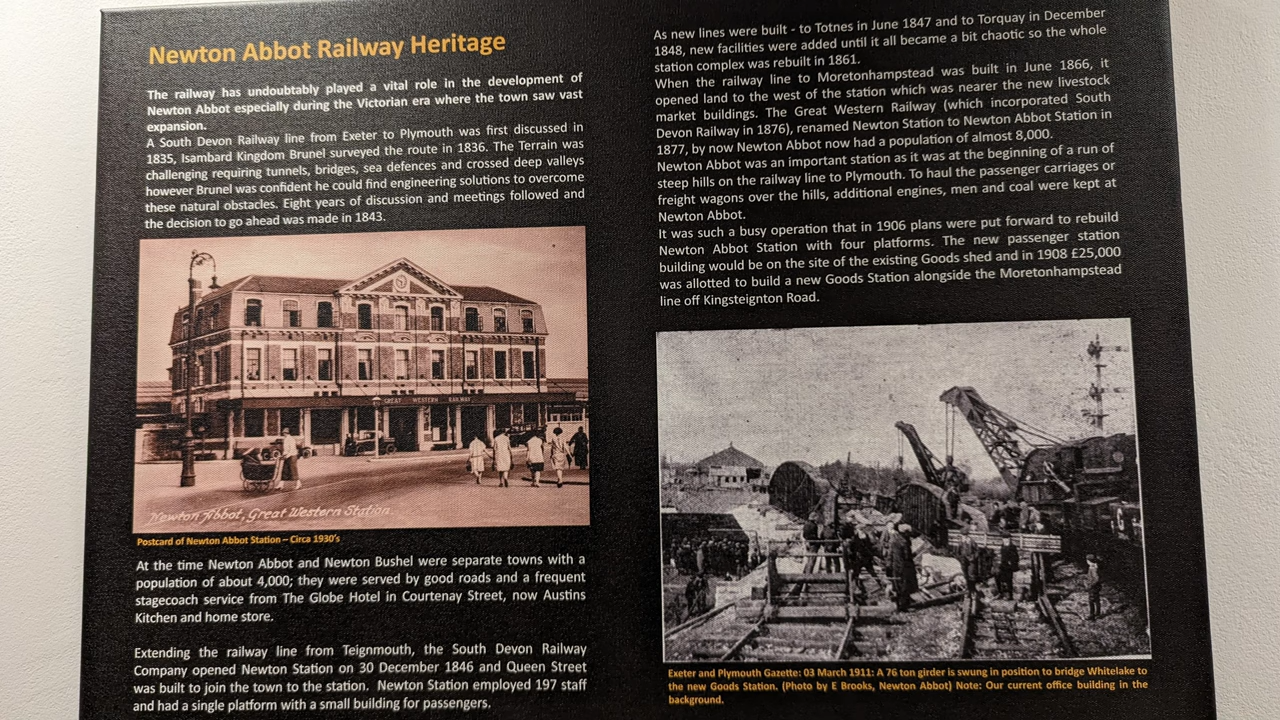 Newton Abbot Railway Heritage
The railway has undoubtedly played a vital role in the development of
Newton Abbot especially during the Victorian era where the town saw vast
expansion.
A South Devon Railway line from Exeter to Plymouth was first discussed in
1835, Isambard Kingdom Brunel surveyed the route in 1836. The Terrain was
challenging requiring tunnels, bridges, sea defences and crossed deep valleys
however Brunel was confident he could find engineering solutions to overcome
these natural obstacles. Eight years of discussion and meetings followed and
the decision to go ahead was made in 1843.
GREAT WESTERN RAILWAY
Newton Abbot, Great Western Station.
Postcard of Newton Abbot Station – Circa 1930's
At the time Newton Abbot and Newton Bushel were separate towns with a
population of about 4,000; they were served by good roads and a frequent
stagecoach service from The Globe Hotel in Courtenay Street, now Austins
Kitchen and home store.
Extending the railway line from Teignmouth, the South Devon Railway
Company opened Newton Station on 30 December 1846 and Queen Street
was built to join the town to the station. Newton Station employed 197 staff
and had a single platform with a small building for passengers.
As new lines were built - to Totnes in June 1847 and to Torquay in December
1848, new facilities were added until it all became a bit chaotic so the whole
station complex was rebuilt in 1861.
When the railway line to Moretonhampstead was built in June 1866, it
opened land to the west of the station which was nearer the new livestock
market buildings. The Great Western Railway (which incorporated South
Devon Railway in 1876), renamed Newton Station to Newton Abbot Station in
1877, by now Newton Abbot now had a population of almost 8,000.
Newton Abbot was an important station as it was at the beginning of a run of
steep hills on the railway line to Plymouth. To haul the passenger carriages or
freight wagons over the hills, additional engines, men and coal were kept at
Newton Abbot.
It was such a busy operation that in 1906 plans were put forward to rebuild
Newton Abbot Station with four platforms. The new passenger station
building would be on the site of the existing Goods shed and in 1908 £25,000
was allotted to build a new Goods Station alongside the Moretonhampstead
line off Kingsteignton Road.
Exeter and Plymouth Gazette: 03 March 1911: A 76 ton girder is swung in position to bridge Whitelake to
the new Goods Station. (Photo by E Brooks, Newton Abbot) Note: Our current office building in the
background.